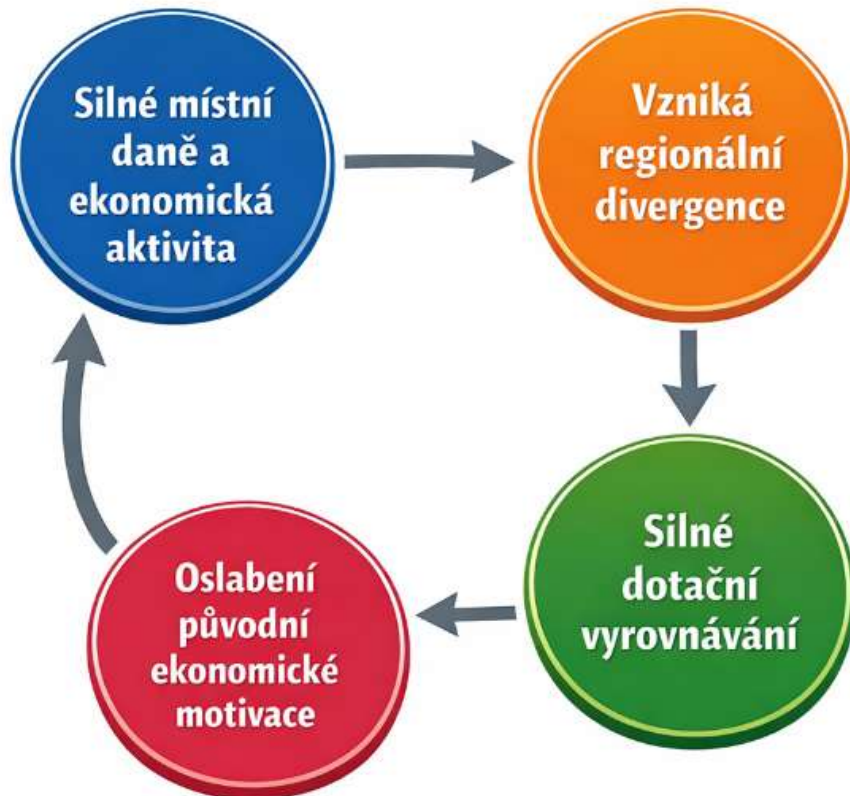 Silné místní
daně a
ekonomická
aktivita
Vzniká
regionální
divergence
Silné
dotační
vyrovnávání
Oslabení
původní
ekonomické
motivace